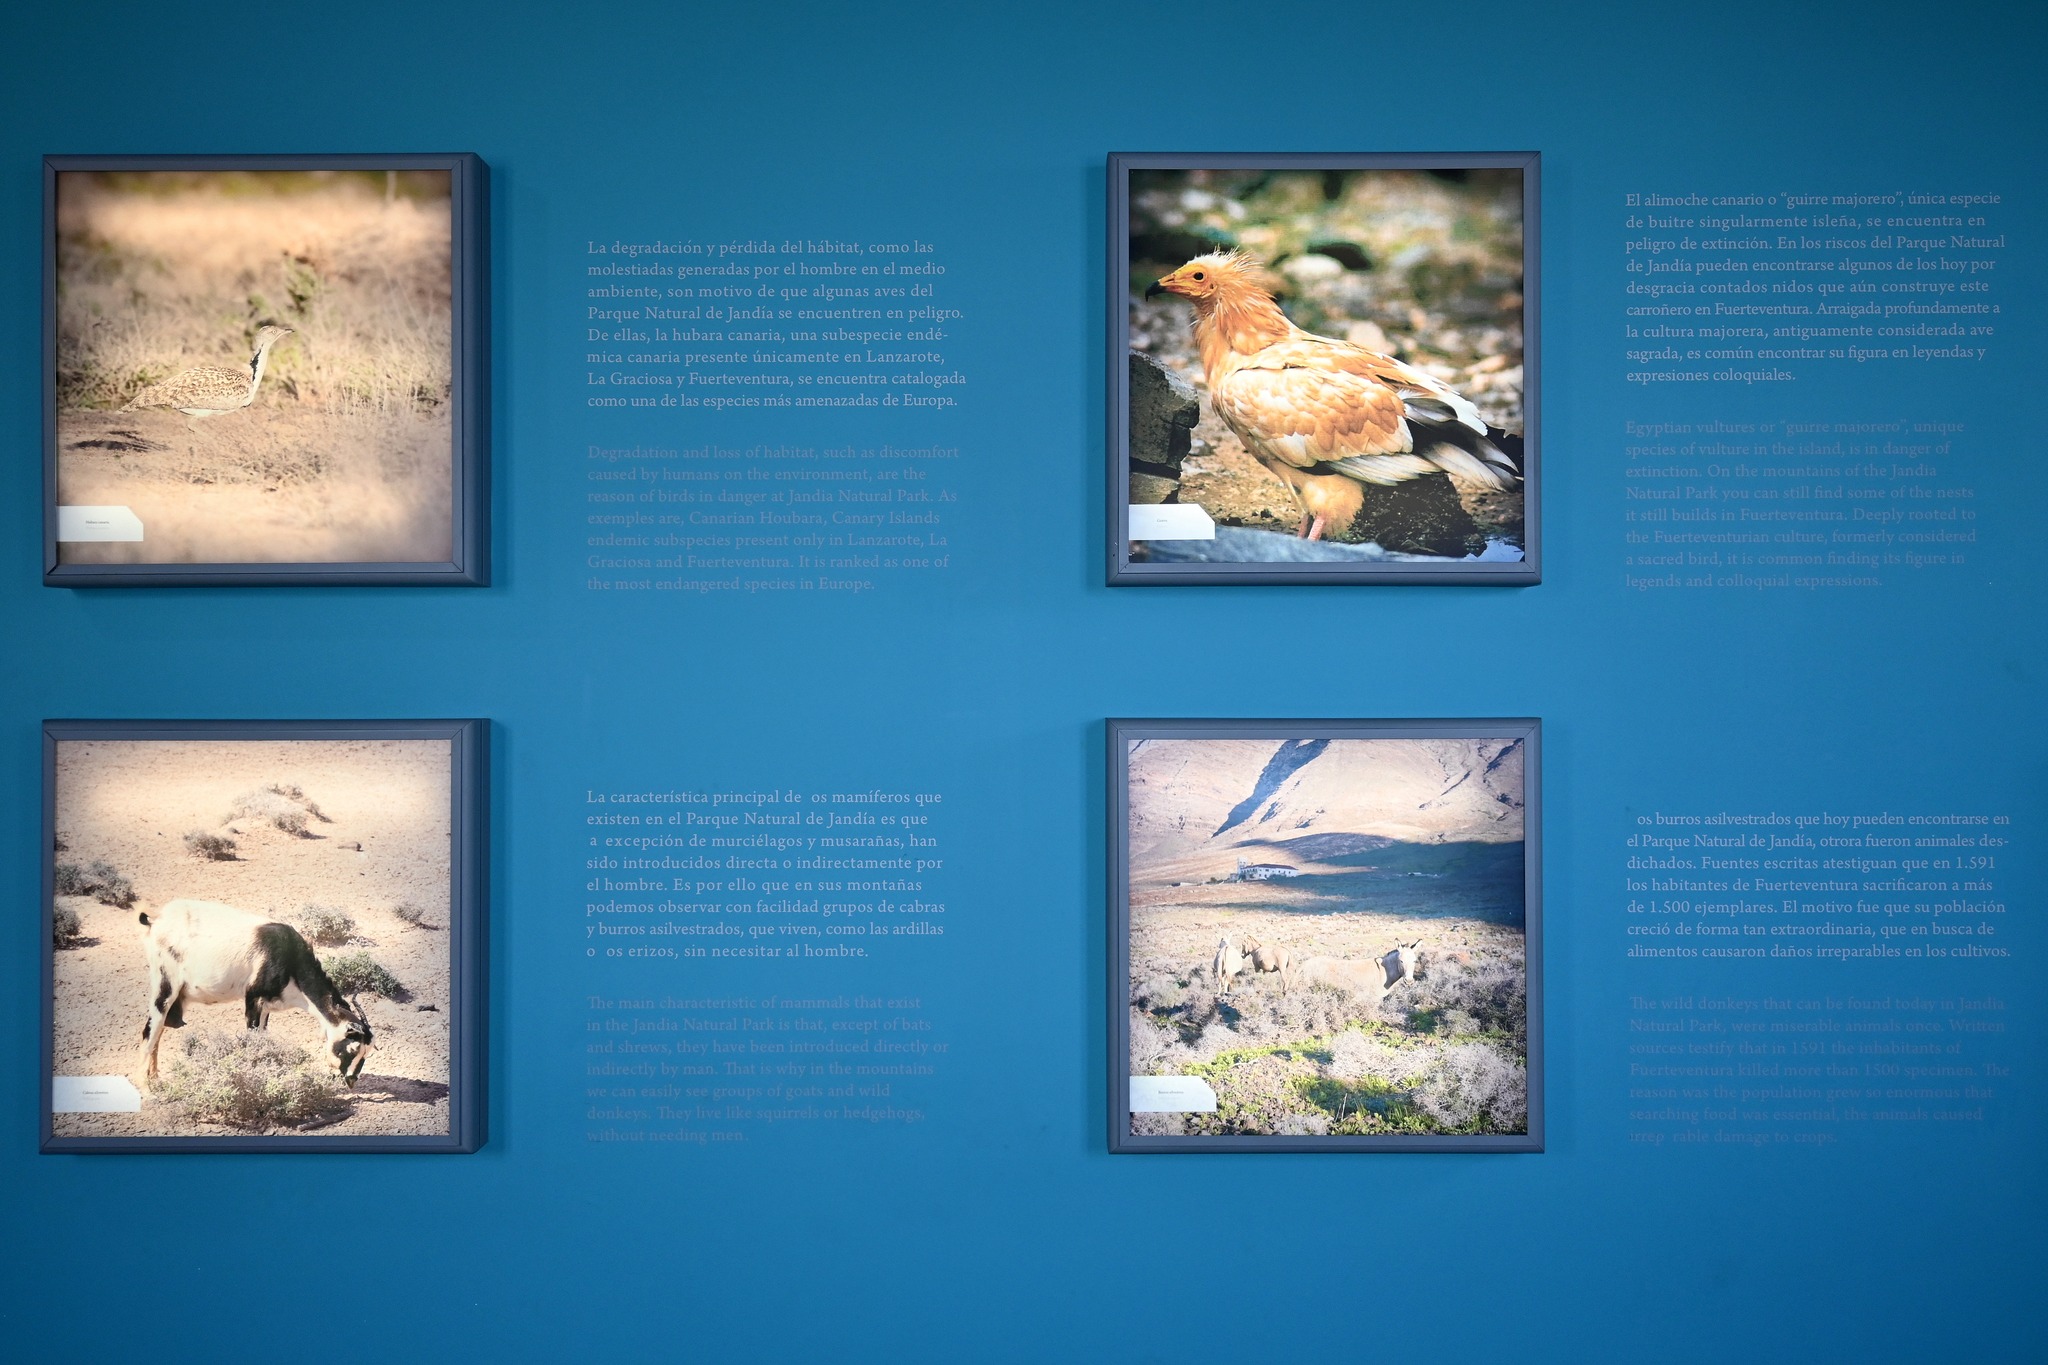 La degradación y pérdida del hábitat, como las
molestiadas generadas por el hombre en el medio
ambiente, son motivo de que algunas aves del
Parque Natural de Jandía se encuentren en peligro.
De ellas, la hubara canaria, una subespecie endé-
mica canaria presente únicamente en Lanzarote,
La Graciosa y Fuerteventura, se encuentra catalogada
como una de las especies más amenazadas de Europa.
Degradation and loss of habitat, such as discomfort
caused by humans on the environment, are the
reason of birds in danger at Jandia Natural Park. As
exemples are, Canarian Houbara, Canary Islands
endemic subspecies present only in Lanzarote, La
Graciosa and Fuerteventura. It is ranked as one of
the most endangered species in Europe.
El alimoche canario o “guirre majorero”, única especie
de buitre singularmente isleña, se encuentra en
peligro de extinción. En los riscos del Parque Natural
de Jandía pueden encontrarse algunos de los hoy por
desgracia contados nidos que aún construye este
carroñero en Fuerteventura. Arraigada profundamente a
la cultura majorera, antiguamente considerada ave
sagrada, es común encontrar su figura en leyendas y
expresiones coloquiales.
Egyptian vultures or “guirre majorero”, unique
species of vulture in the island, is in danger of
extinction. On the mountains of the Jandia
Natural Park you can still find some of the nests
it still builds in Fuerteventura. Deeply rooted to
the Fuerteventurian culture, formerly considered
a sacred bird, it is common finding its figure in
legends and colloquial expressions.
La característica principal de os mamíferos que
existen en el Parque Natural de Jandía es que
a excepción de murciélagos y musarañas, han
sido introducidos directa o indirectamente por
el hombre. Es por ello que en sus montañas
podemos observar con facilidad grupos de cabras
y burros asilvestrados, que viven, como las ardillas
o os erizos, sin necesitar al hombre.
The main characteristic of mammals that exist
in the Jandia Natural Park is that, except of bats
and shrews, they have been introduced directly or
indirectly by man. That is why in the mountains
we can easily see groups of goats and wild
donkeys. They live like squirrels or hedgehogs,
without needing men.
os burros asilvestrados que hoy pueden encontrarse en
el Parque Natural de Jandía, otrora fueron animales des-
dichados. Fuentes escritas atestiguan que en 1.591
los habitantes de Fuerteventura sacrificaron a más
de 1.500 ejemplares. El motivo fue que su población
creció de forma tan extraordinaria, que en busca de
alimentos causaron daños irreparables en los cultivos.
The wild donkeys that can be found today in Jandia
Natural Park, were miserable animals once. Written
sources testify that in 1591 the inhabitants of
Fuerteventura killed more than 1500 specimen. The
reason was the population grew so enormous that
searching food was essential, the animals caused
irrep rable damage to crops.